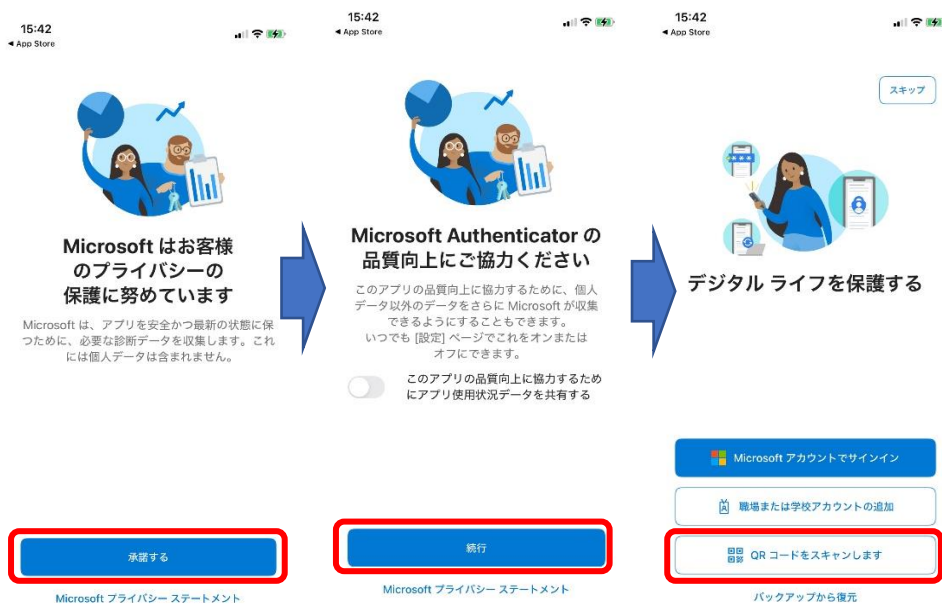 15:42
◀ App Store
Microsoft はお客様
のプライバシーの
保護に努めています
Microsoft は、アプリを安全かつ最新の状態に保
つために、必要な診断データを収集します。これ
には個人データは含まれません。
承諾する
Microsoft プライバシー ステートメント
15:42
◀ App Store
Microsoft Authenticator の
品質向上にご協力ください
このアプリの品質向上に協力するために、個人
データ以外のデータをさらに Microsoft が収集
できるようにすることもできます。
いつでも [設定] ページでこれをオンまたは
オフにできます。
このアプリの品質向上に協力するため
にアプリ使用状況データを共有する
続行
Microsoft プライバシー ステートメント
15:42
◀ App Store
スキップ
デジタル ライフを保護する
Microsoft アカウントでサインイン
職場または学校アカウントの追加
QR コードをスキャンします
バックアップから復元